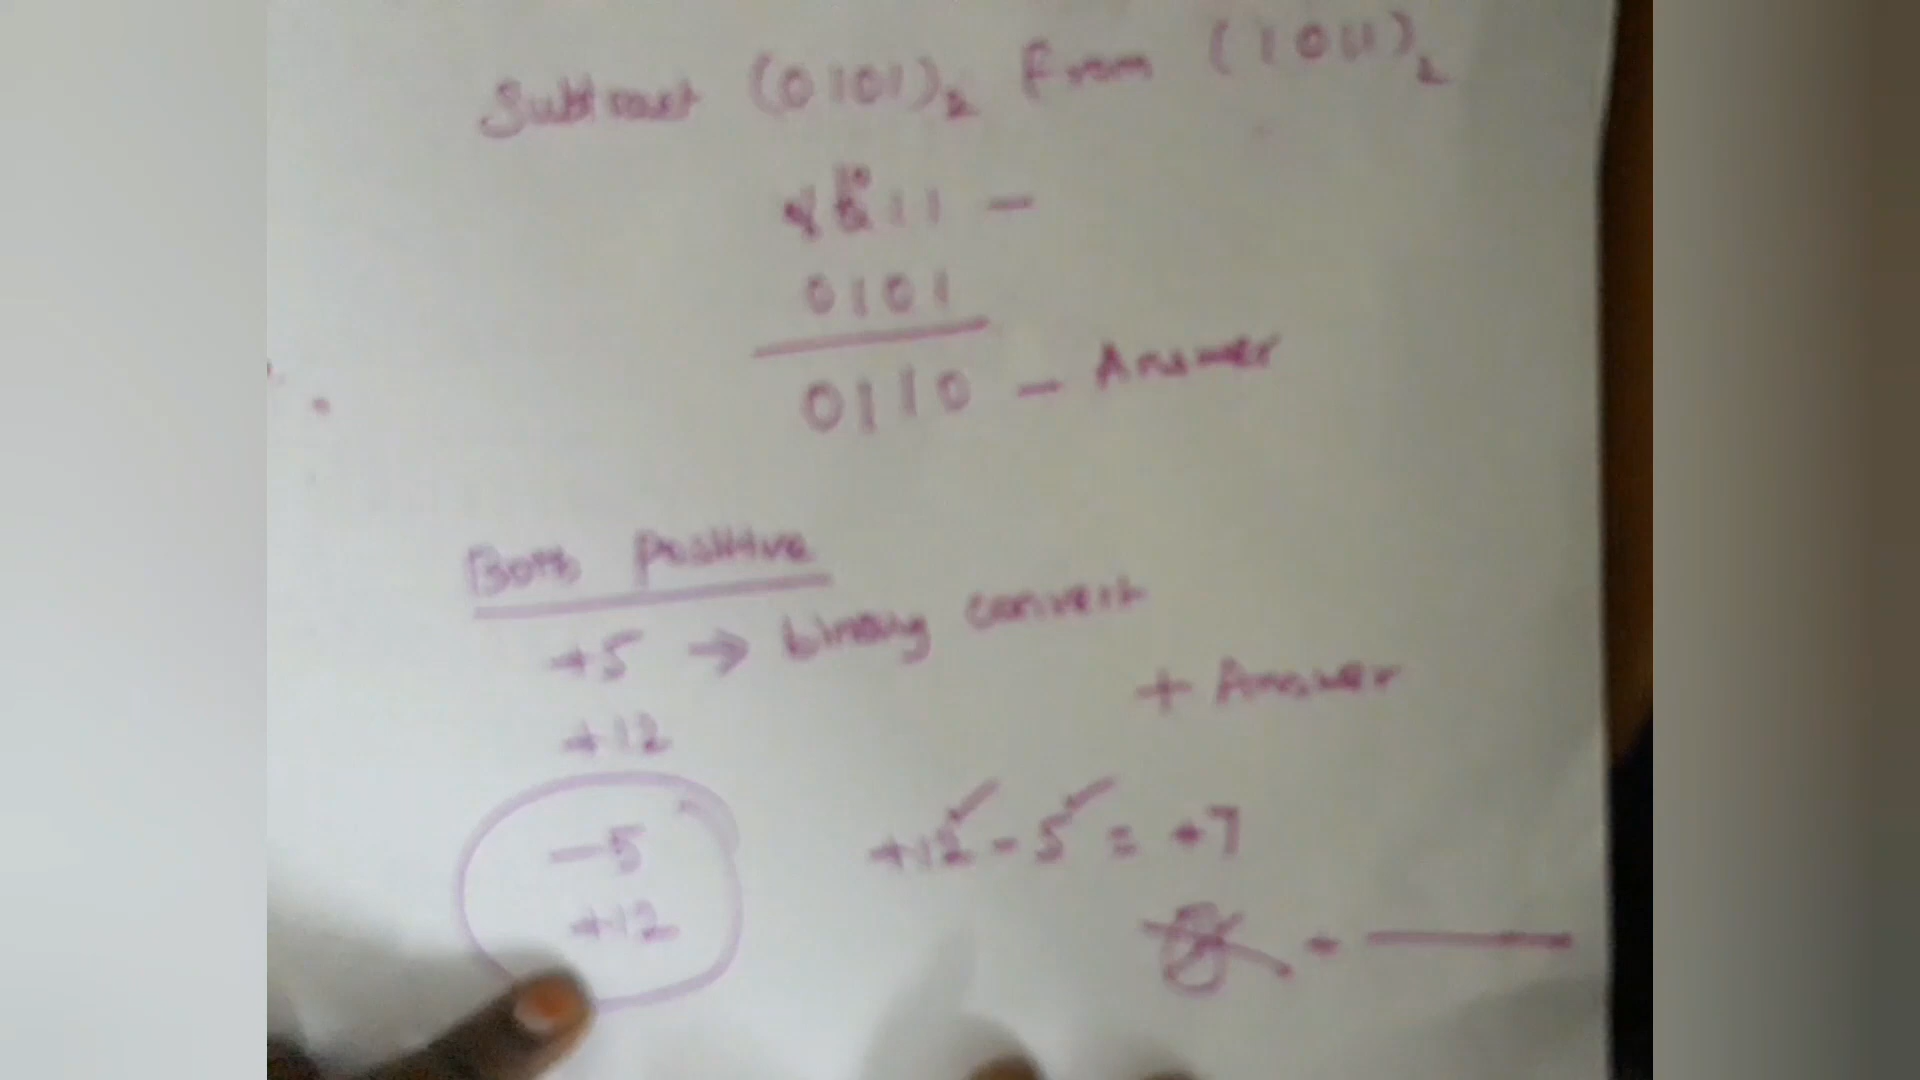 Subtract (0101)₂ from (1011)₂
10
1011 -
0101
0110 - Answer
Both positive
+5 → binary convert
+ Answer
+12
-5
+12 - 5 = +7
+12